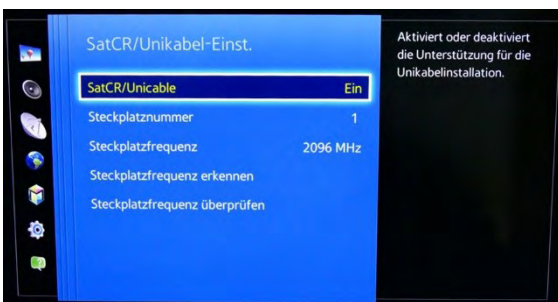 SatCR/Unikabel-Einst.
SatCR/Unicable Ein
Steckplatznummer 1
Steckplatzfrequenz 2096 MHz
Steckplatzfrequenz erkennen
Steckplatzfrequenz überprüfen
Aktiviert oder deaktiviert
die Unterstützung für die
Unikabelinstallation.